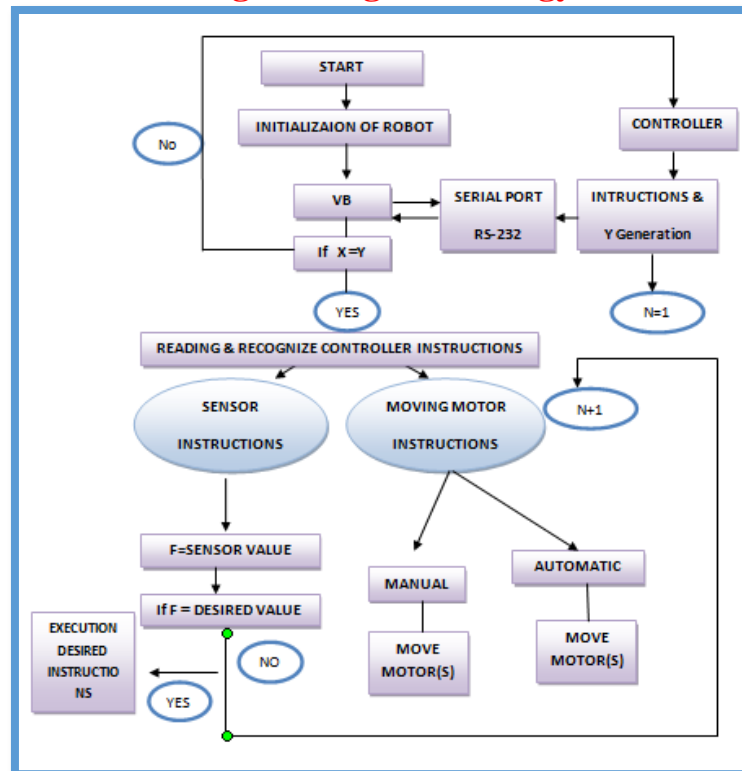 START
INITIALIZAION OF ROBOT
No
CONTROLLER
VB
SERIAL PORT
RS-232
INTRUCTIONS &
Y Generation
If X =Y
YES
N=1
READING & RECOGNIZE CONTROLLER INSTRUCTIONS
SENSOR
INSTRUCTIONS
MOVING MOTOR
INSTRUCTIONS
N+1
F=SENSOR VALUE
AUTOMATIC
MANUAL
If F = DESIRED VALUE
EXECUTION
DESIRED
INSTRUCTIO
NS
NO
YES
MOVE
MOTOR(S)
MOVE
MOTOR(S)